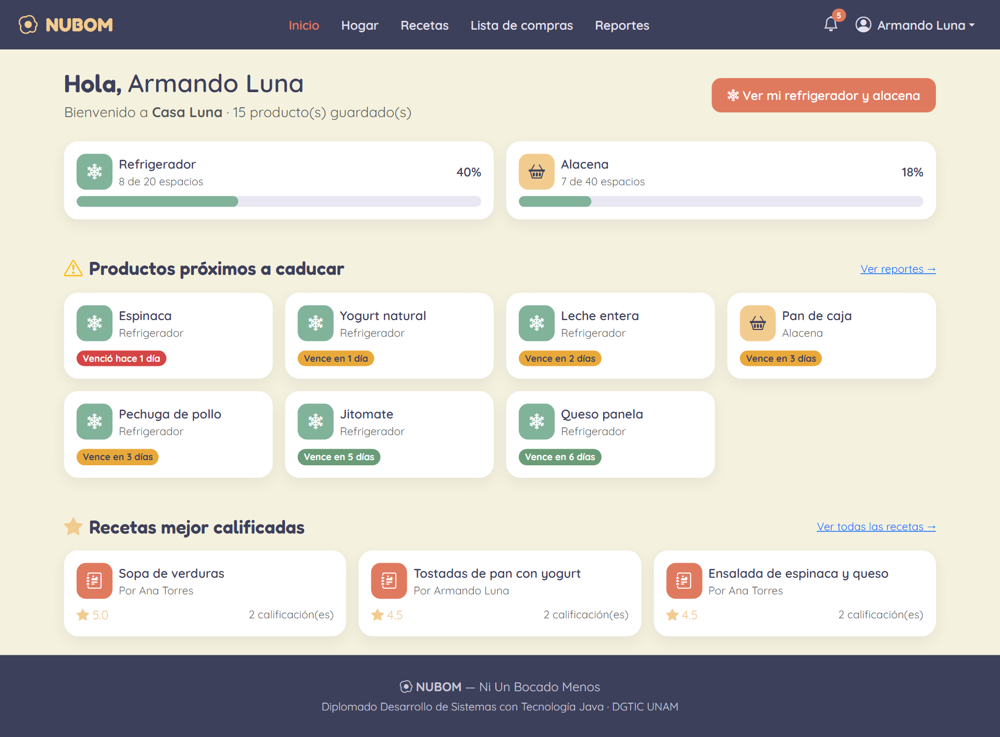 NUBOM
Inicio
Hogar
Recetas
Lista de compras
Reportes
5
Armando Luna
Hola, Armando Luna
Bienvenido a Casa Luna · 15 producto(s) guardado(s)
Ver mi refrigerador y alacena
Refrigerador
8 de 20 espacios
40%
Alacena
7 de 40 espacios
18%
Productos próximos a caducar
Ver reportes →
Espinaca
Refrigerador
Venció hace 1 día
Yogurt natural
Refrigerador
Vence en 1 día
Leche entera
Refrigerador
Vence en 2 días
Pan de caja
Alacena
Vence en 3 días
Pechuga de pollo
Refrigerador
Vence en 3 días
Jitomate
Refrigerador
Vence en 5 días
Queso panela
Refrigerador
Vence en 6 días
Recetas mejor calificadas
Ver todas las recetas →
Sopa de verduras
Por Ana Torres
5.0
2 calificación(es)
Tostadas de pan con yogurt
Por Armando Luna
4.5
2 calificación(es)
Ensalada de espinaca y queso
Por Ana Torres
4.5
2 calificación(es)
NUBOM — Ni Un Bocado Menos
Diplomado Desarrollo de Sistemas con Tecnología Java · DGTIC UNAM